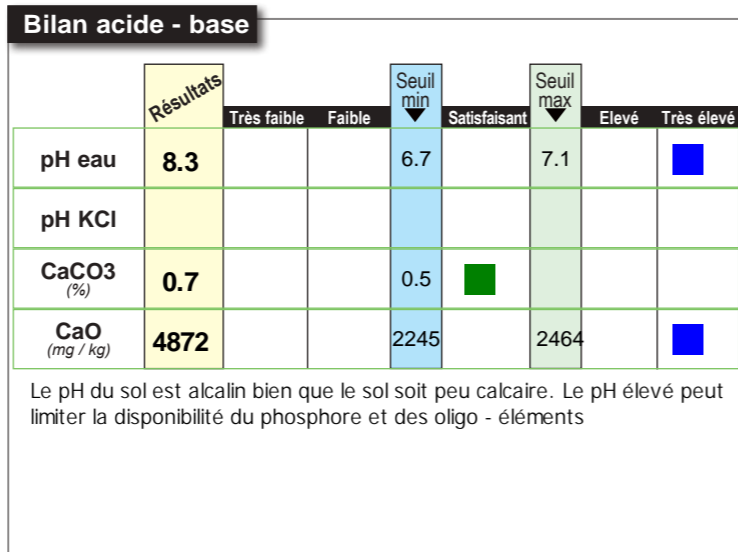 Bilan acide - base
Résultats Très faible Faible Seuil min Satisfaisant Seuil max Elevé Très élevé
pH eau 8.3 6.7 7.1
pH KCl
CaCO3 (%) 0.7 0.5
CaO (mg / kg) 4872 2245 2464
Le pH du sol est alcalin bien que le sol soit peu calcaire. Le pH élevé peut
limiter la disponibilité du phosphore et des oligo - éléments